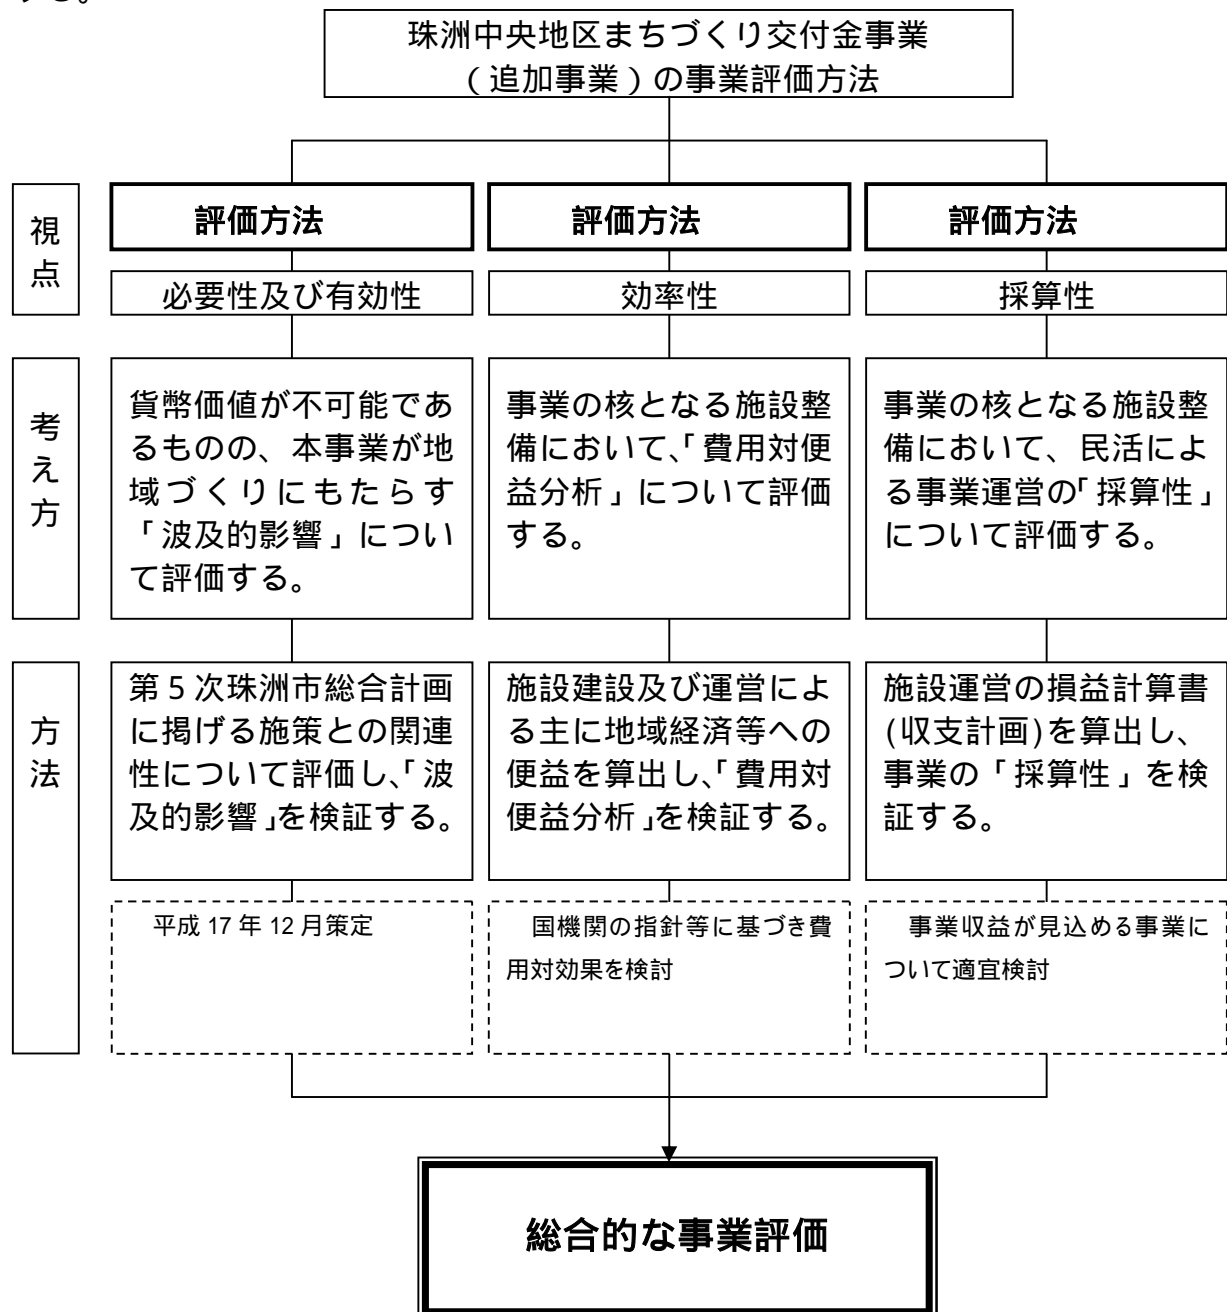 する。
珠洲中央地区まちづくり交付金事業
（追加事業）の事業評価方法
視点
評価方法
評価方法
評価方法
必要性及び有効性
効率性
採算性
考え方
貨幣価値が不可能であ
るものの、本事業が地
域づくりにもたらす
「波及的影響」につい
て評価する。
事業の核となる施設整
備において、「費用対便
益分析」について評価
する。
事業の核となる施設整
備において、民活によ
る事業運営の「採算性」
について評価する。
方法
第5次珠洲市総合計画
に掲げる施策との関連
性について評価し、「波
及的影響」を検証する。
施設建設及び運営によ
る主に地域経済等への
便益を算出し、「費用対
便益分析」を検証する。
施設運営の損益計算書
(収支計画)を算出し、
事業の「採算性」を検
証する。
平成17年12月策定
国機関の指針等に基づき費
用対効果を検討
事業収益が見込める事業に
ついて適宜検討
総合的な事業評価